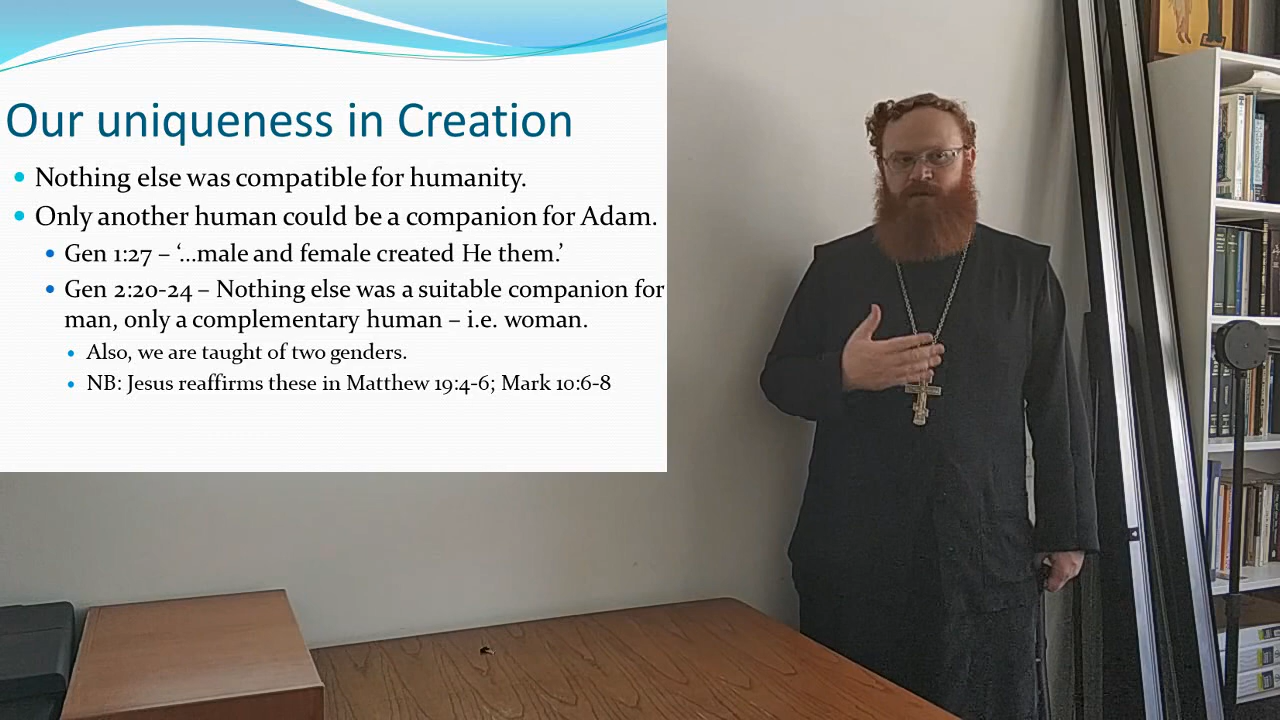 Our uniqueness in Creation
Nothing else was compatible for humanity.
Only another human could be a companion for Adam.
Gen 1:27 – ‘...male and female created He them.’
Gen 2:20-24 – Nothing else was a suitable companion for
man, only a complementary human – i.e. woman.
Also, we are taught of two genders.
NB: Jesus reaffirms these in Matthew 19:4-6; Mark 10:6-8